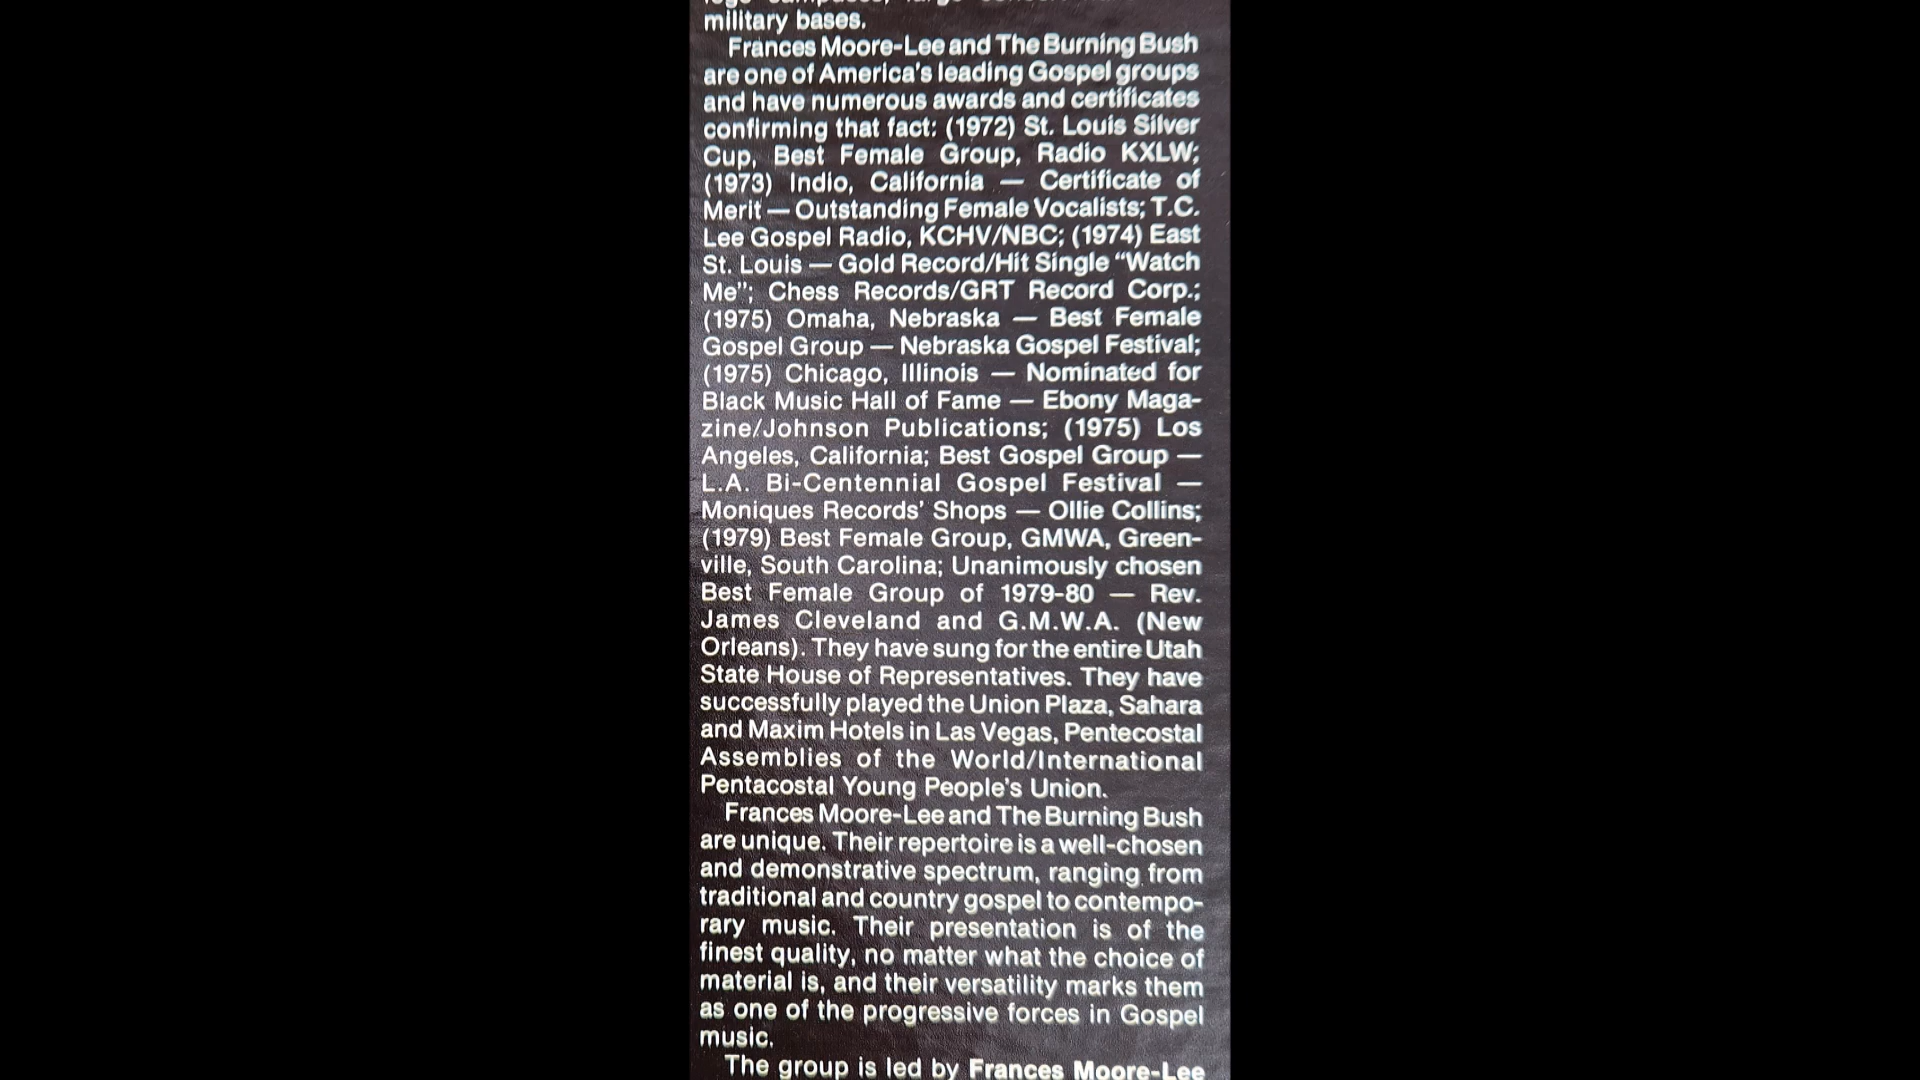 military bases.
Frances Moore-Lee and The Burning Bush
are one of America's leading Gospel groups
and have numerous awards and certificates
confirming that fact: (1972) St. Louis Silver
Cup, Best Female Group, Radio KXLW;
(1973) Indio, California — Certificate of
Merit — Outstanding Female Vocalists; T.C.
Lee Gospel Radio, KCHV/NBC; (1974) East
St. Louis — Gold Record/Hit Single “Watch
Me”; Chess Records/GRT Record Corp.;
(1975) Omaha, Nebraska — Best Female
Gospel Group — Nebraska Gospel Festival;
(1975) Chicago, Illinois — Nominated for
Black Music Hall of Fame — Ebony Maga-
zine/Johnson Publications; (1975) Los
Angeles, California; Best Gospel Group —
L.A. Bi-Centennial Gospel Festival —
Moniques Records' Shops — Ollie Collins;
(1979) Best Female Group, GMWA, Green-
ville, South Carolina; Unanimously chosen
Best Female Group of 1979-80 — Rev.
James Cleveland and G.M.W.A. (New
Orleans). They have sung for the entire Utah
State House of Representatives. They have
successfully played the Union Plaza, Sahara
and Maxim Hotels in Las Vegas, Pentecostal
Assemblies of the World/International
Pentacostal Young People's Union.
Frances Moore-Lee and The Burning Bush
are unique. Their repertoire is a well-chosen
and demonstrative spectrum, ranging from
traditional and country gospel to contempo-
rary music. Their presentation is of the
finest quality, no matter what the choice of
material is, and their versatility marks them
as one of the progressive forces in Gospel
music.
The group is led by Frances Moore-Lee